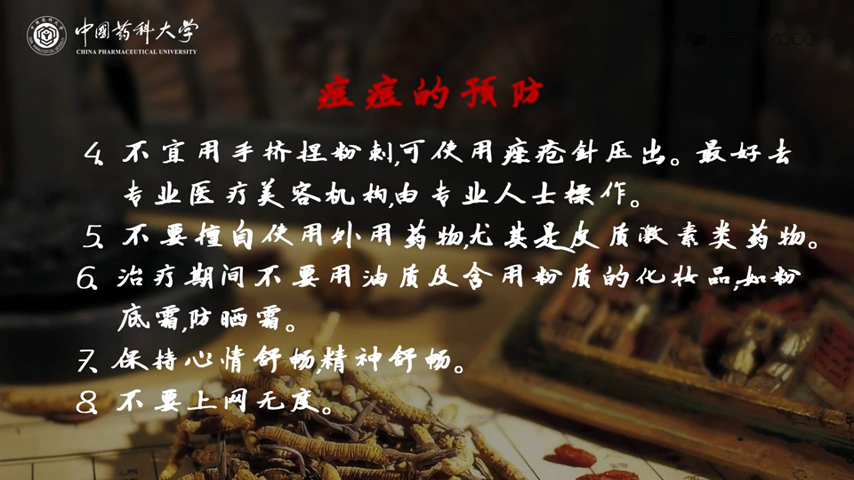 中国药科大学
CHINA PHARMACEUTICAL UNIVERSITY
痘痘的预防
4、不宜用手挤捏粉刺,可使用痤疮针压出。最好去
专业医疗美容机构,由专业人士操作。
5、不要擅自使用外用药物,尤其是皮质激素类药物。
6、治疗期间不要用油质及含用粉质的化妆品,如粉
底霜,防晒霜。
7、保持心情舒畅,精神舒畅。
8、不要上网无度。